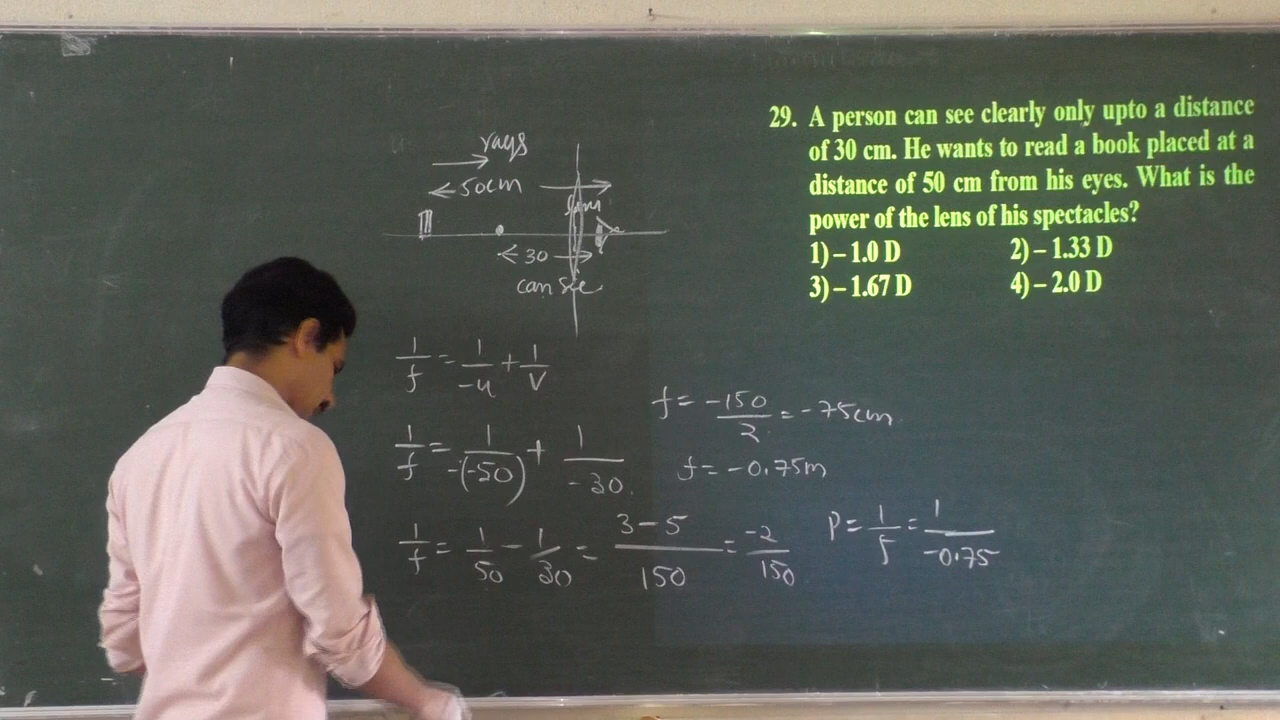 29. A person can see clearly only upto a distance
of 30 cm. He wants to read a book placed at a
distance of 50 cm from his eyes. What is the
power of the lens of his spectacles?
1) – 1.0 D 2) – 1.33 D
3) – 1.67 D 4) – 2.0 D
rays
50cm
lens
30
can see
1/f = 1/-u + 1/v
1/f = 1/-(-50) + 1/-30
1/f = 1/50 - 1/30 = 3-5/150 = -2/150
f = -150/2 = -75cm
f = -0.75m
P = 1/f = 1/-0.75